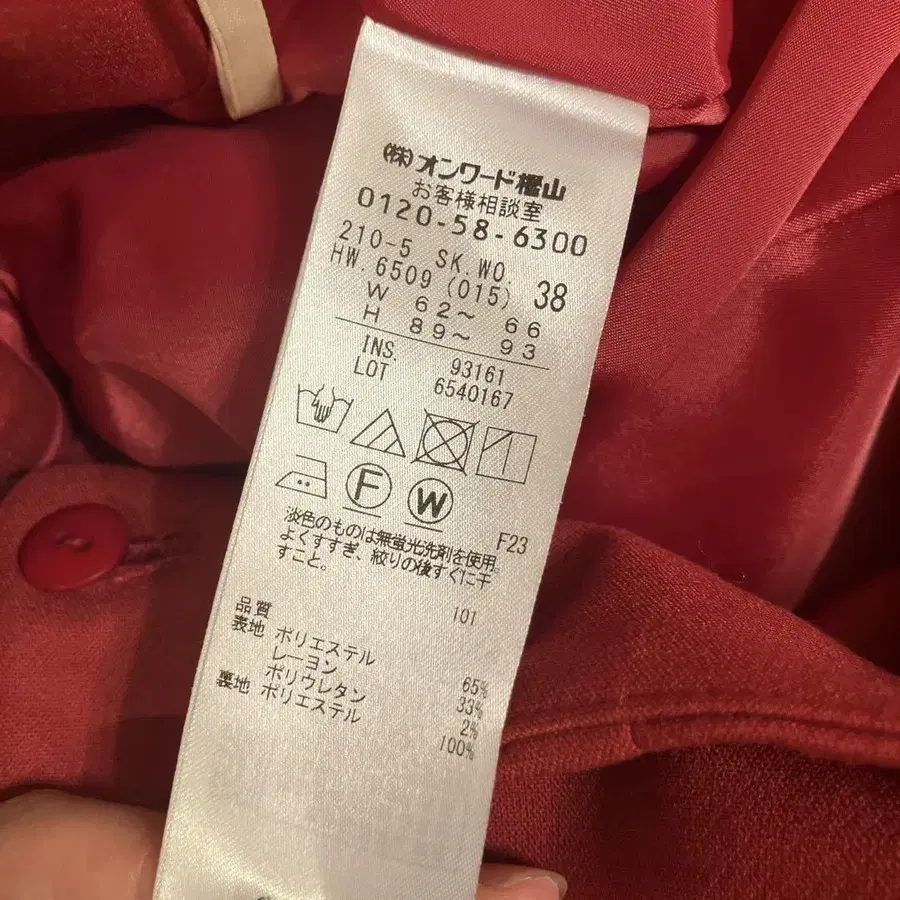 ㈱オンワード樫山
お客様相談室
0120-58-6300
210-5 SK.WO.
HW.6509 (015) 38
W 62～ 66
H 89～ 93
INS. 93161
LOT 6540167
F W
F23
淡色のものは無蛍光洗剤を使用。
よくすすぎ、絞りの後すぐに干
すこと。
101
品質
表地 ポリエステル 65%
レーヨン 33%
ポリウレタン 2%
裏地 ポリエステル 100%